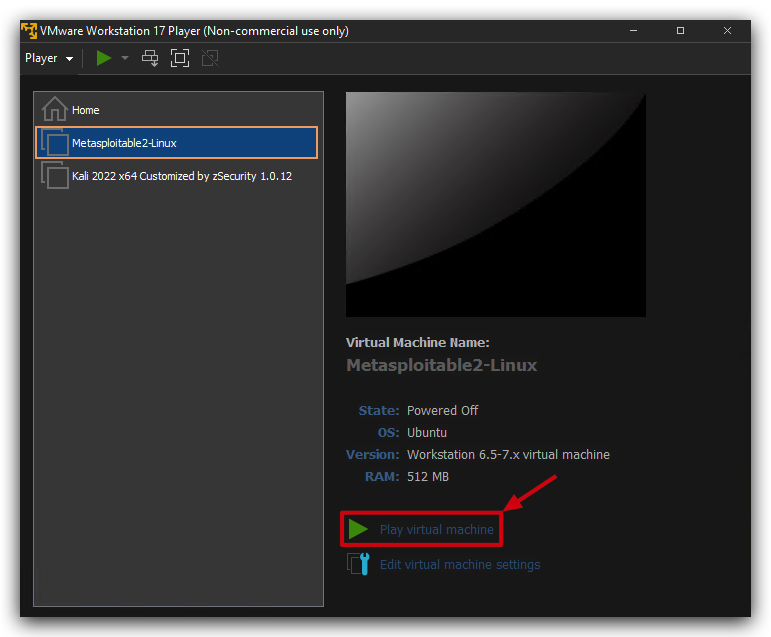 VMware Workstation 17 Player (Non-commercial use only)
Player
Home
Metasploitable2-Linux
Kali 2022 x64 Customized by zSecurity 1.0.12
Virtual Machine Name:
Metasploitable2-Linux
State: Powered Off
OS: Ubuntu
Version: Workstation 6.5-7.x virtual machine
RAM: 512 MB
Play virtual machine
Edit virtual machine settings